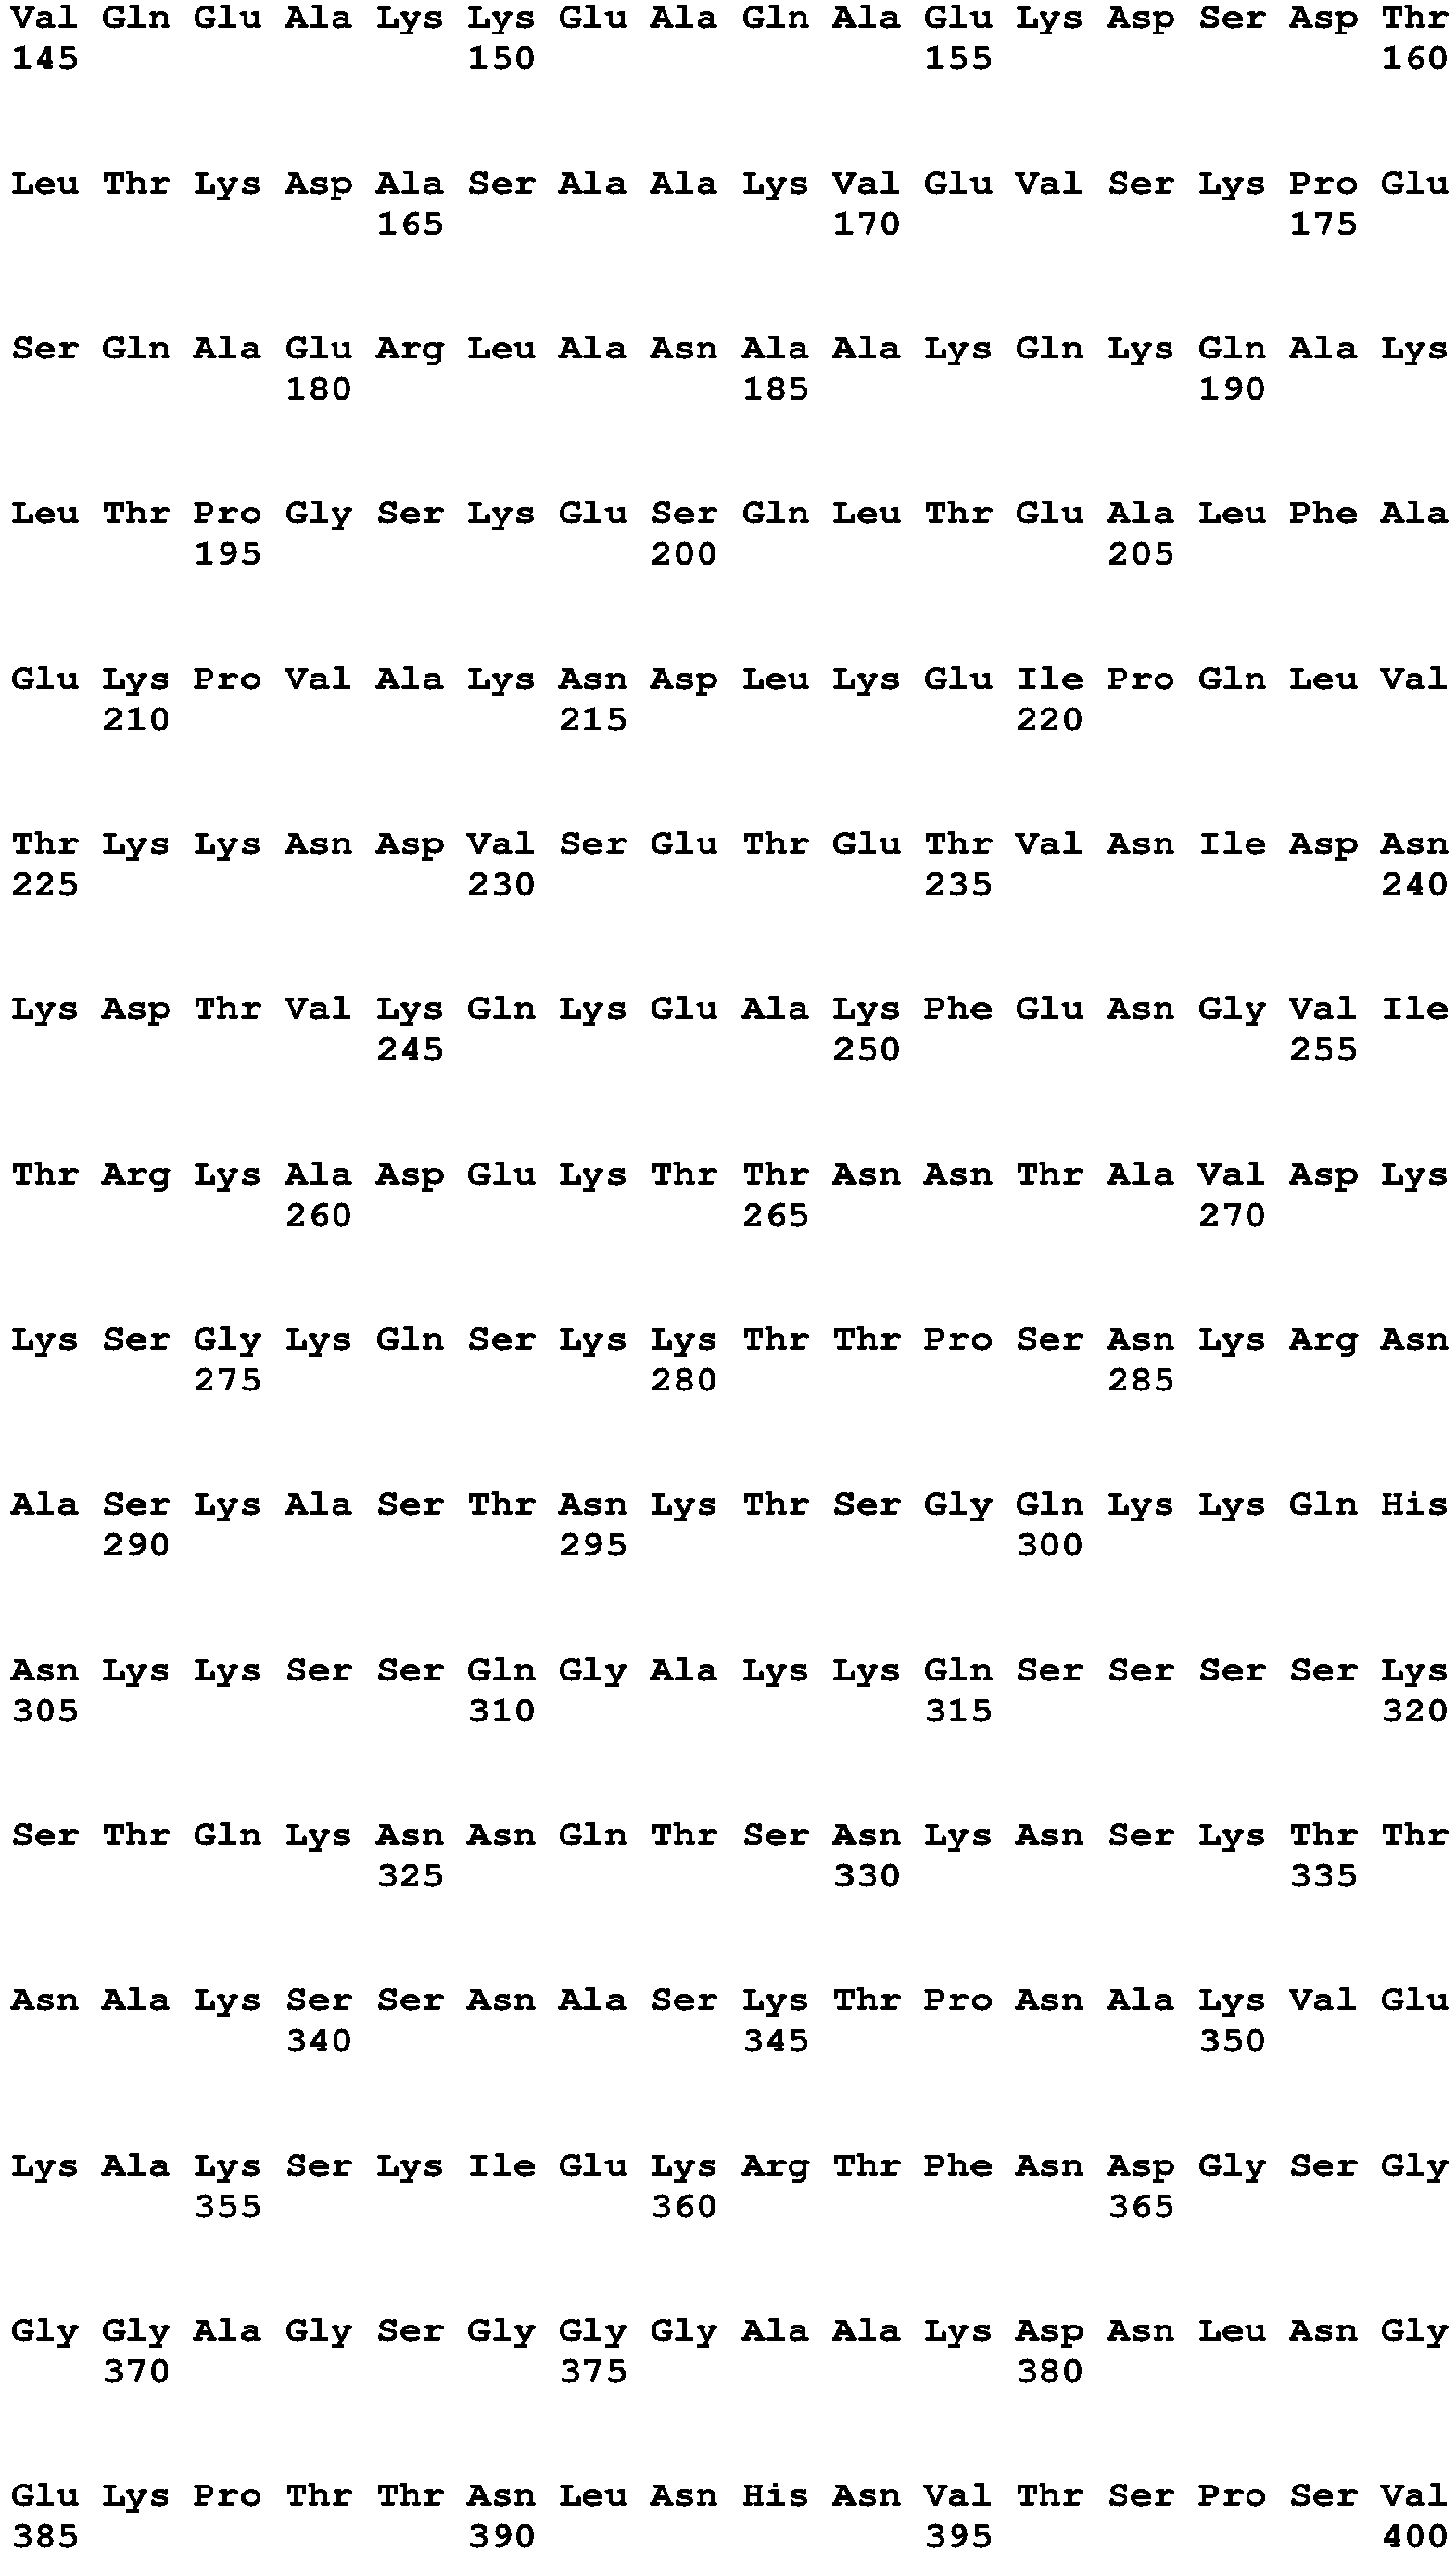 Val Gln Glu Ala Lys Lys Glu Ala Gln Ala Glu Lys Asp Ser Asp Thr
145 150 155 160
Leu Thr Lys Asp Ala Ser Ala Ala Lys Val Glu Val Ser Lys Pro Glu
165 170 175
Ser Gln Ala Glu Arg Leu Ala Asn Ala Ala Lys Gln Lys Gln Ala Lys
180 185 190
Leu Thr Pro Gly Ser Lys Glu Ser Gln Leu Thr Glu Ala Leu Phe Ala
195 200 205
Glu Lys Pro Val Ala Lys Asn Asp Leu Lys Glu Ile Pro Gln Leu Val
210 215 220
Thr Lys Lys Asn Asp Val Ser Glu Thr Glu Thr Val Asn Ile Asp Asn
225 230 235 240
Lys Asp Thr Val Lys Gln Lys Glu Ala Lys Phe Glu Asn Gly Val Ile
245 250 255
Thr Arg Lys Ala Asp Glu Lys Thr Thr Asn Asn Thr Ala Val Asp Lys
260 265 270
Lys Ser Gly Lys Gln Ser Lys Lys Thr Thr Pro Ser Asn Lys Arg Asn
275 280 285
Ala Ser Lys Ala Ser Thr Asn Lys Thr Ser Gly Gln Lys Lys Gln His
290 295 300
Asn Lys Lys Ser Ser Gln Gly Ala Lys Lys Gln Ser Ser Ser Ser Lys
305 310 315 320
Ser Thr Gln Lys Asn Asn Gln Thr Ser Asn Lys Asn Ser Lys Thr Thr
325 330 335
Asn Ala Lys Ser Ser Asn Ala Ser Lys Thr Pro Asn Ala Lys Val Glu
340 345 350
Lys Ala Lys Ser Lys Ile Glu Lys Arg Thr Phe Asn Asp Gly Ser Gly
355 360 365
Gly Gly Ala Gly Ser Gly Gly Gly Ala Ala Lys Asp Asn Leu Asn Gly
370 375 380
Glu Lys Pro Thr Thr Asn Leu Asn His Asn Val Thr Ser Pro Ser Val
385 390 395 400